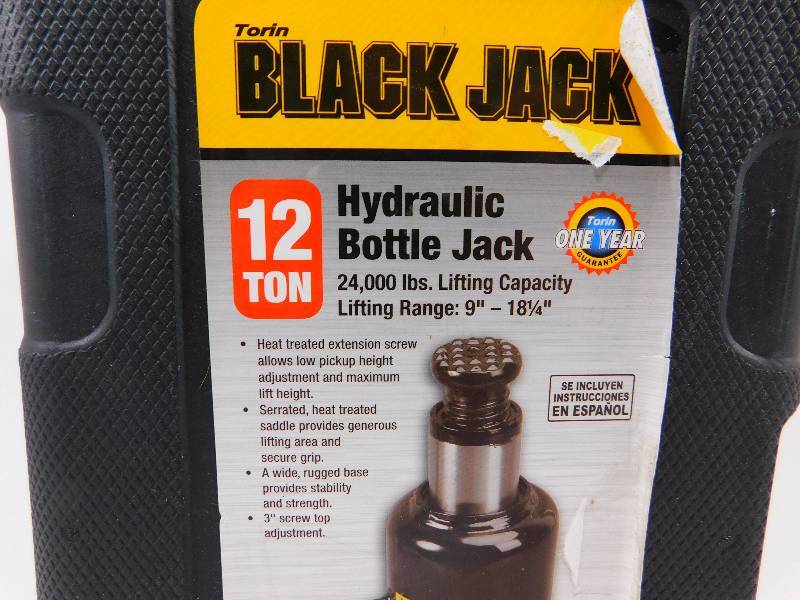 Torin
BLACK JACK
12
TON
Hydraulic
Bottle Jack
24,000 lbs. Lifting Capacity
Lifting Range: 9" – 18¼"
Torin
ONE YEAR
GUARANTEE
• Heat treated extension screw
allows low pickup height
adjustment and maximum
lift height.
• Serrated, heat treated
saddle provides generous
lifting area and
secure grip.
• A wide, rugged base
provides stability
and strength.
• 3" screw top
adjustment.
SE INCLUYEN
INSTRUCCIONES
EN ESPAÑOL